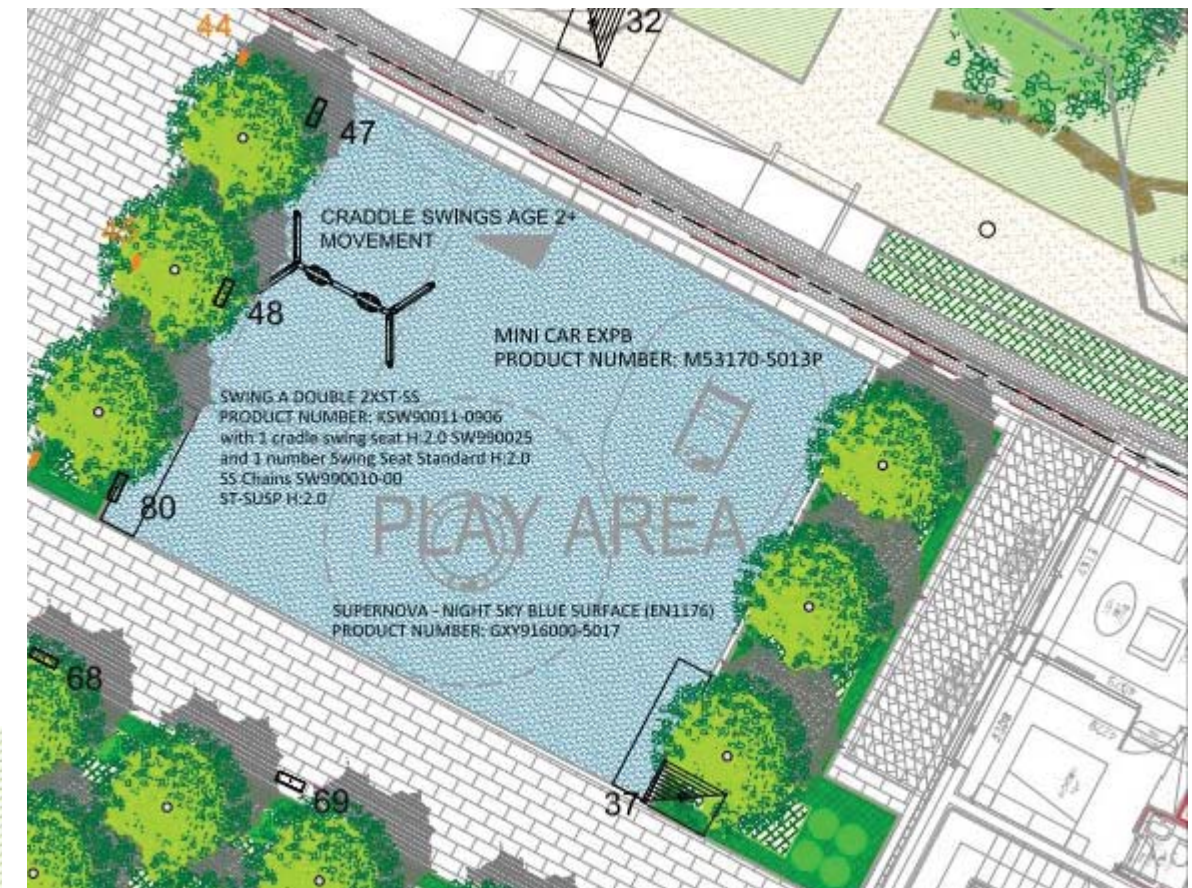 44
32
47
CRADDLE SWINGS AGE 2+
MOVEMENT
48
MINI CAR EXPB
PRODUCT NUMBER: M53170-5013P
SWING A DOUBLE 2XST-SS
PRODUCT NUMBER: KSW90011-0906
with 1 cradle swing seat H:2.0 SW990025
and 1 number Swing Seat Standard H:2.0
SS Chains SW990010-00
ST-SUSP H:2.0
80
PLAY AREA
SUPERNOVA - NIGHT SKY BLUE SURFACE (EN1176)
PRODUCT NUMBER: GXY916000-5017
68
69
37